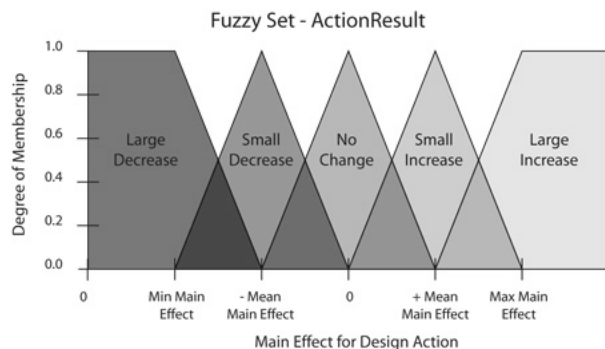 Fuzzy Set - ActionResult
Degree of Membership
1.0
0.8
0.6
0.4
0.2
0.0
Large
Decrease
Small
Decrease
No
Change
Small
Increase
Large
Increase
0
Min Main
Effect
- Mean
Main Effect
0
+ Mean
Main Effect
Max Main
Effect
Main Effect for Design Action